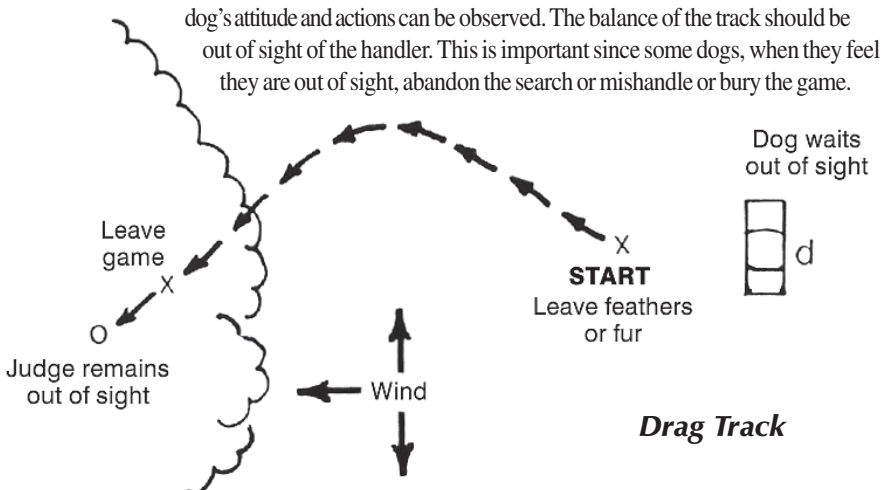 dog's attitude and actions can be observed. The balance of the track should be
out of sight of the handler. This is important since some dogs, when they feel
they are out of sight, abandon the search or mishandle or bury the game.
Dog waits
out of sight
d
Leave
game
X
X
START
Leave feathers
or fur
O
Judge remains
out of sight
Wind
Drag Track